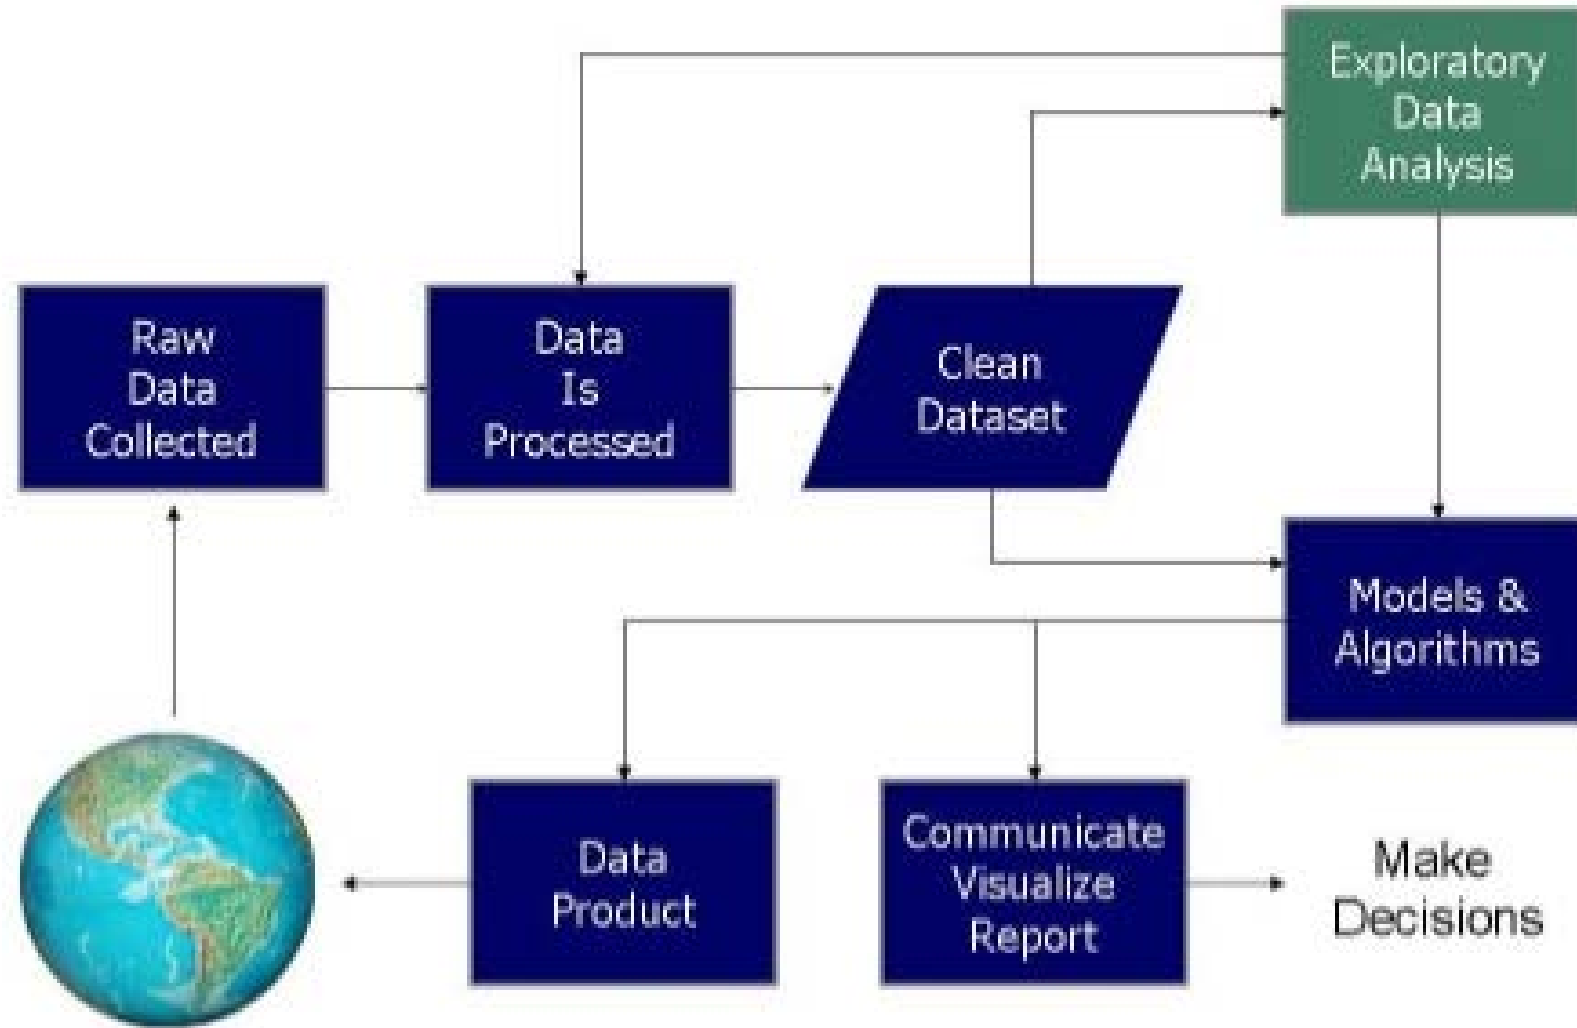 Exploratory
Data
Analysis
Raw
Data
Collected
Data
Is
Processed
Clean
Dataset
Models &
Algorithms
Data
Product
Communicate
Visualize
Report
Make
Decisions